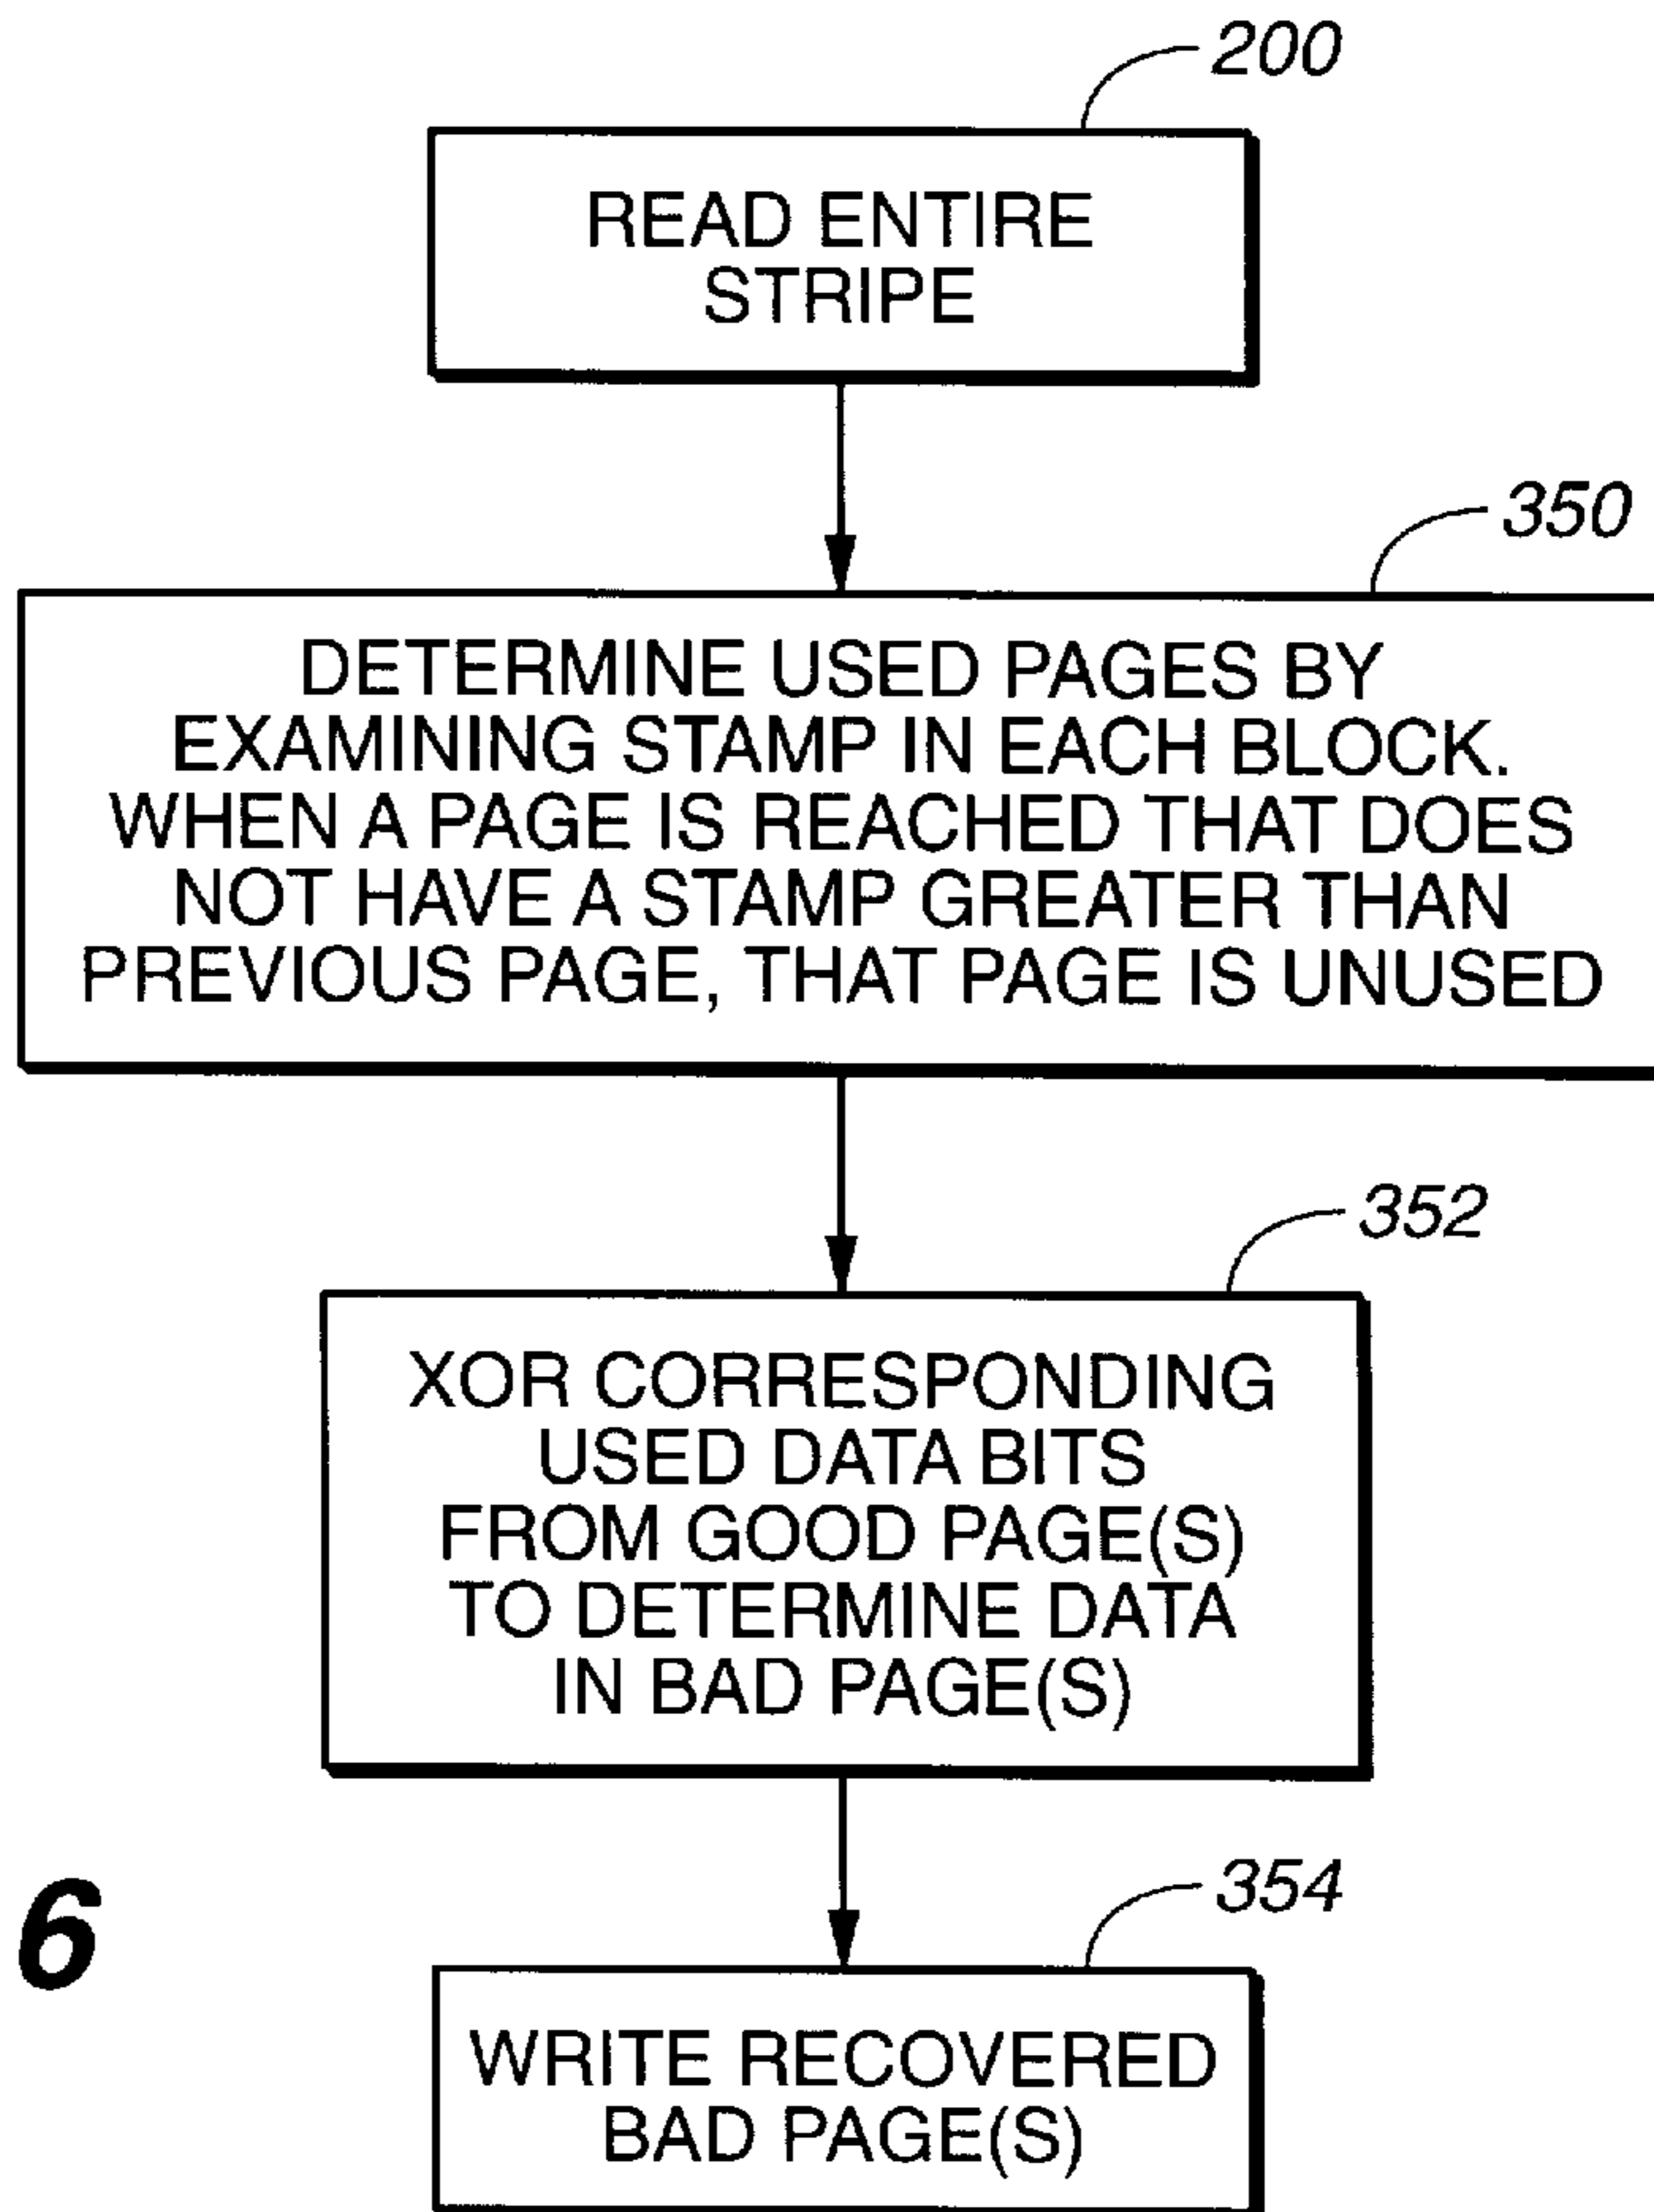 200
READ ENTIRE
STRIPE
350
DETERMINE USED PAGES BY
EXAMINING STAMP IN EACH BLOCK.
WHEN A PAGE IS REACHED THAT DOES
NOT HAVE A STAMP GREATER THAN
PREVIOUS PAGE, THAT PAGE IS UNUSED
352
XOR CORRESPONDING
USED DATA BITS
FROM GOOD PAGE(S)
TO DETERMINE DATA
IN BAD PAGE(S)
6
354
WRITE RECOVERED
BAD PAGE(S)